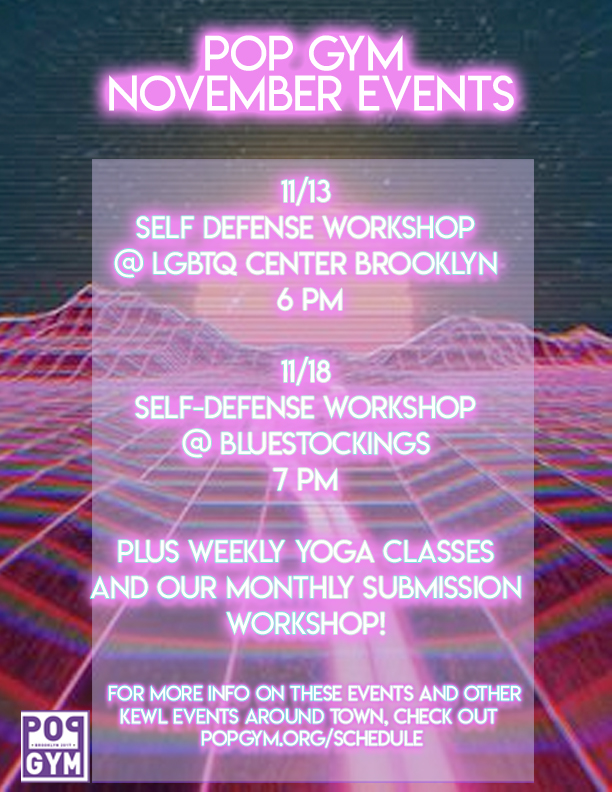 POP GYM
NOVEMBER EVENTS
11/13
SELF DEFENSE WORKSHOP
@ LGBTQ CENTER BROOKLYN
6 PM
11/18
SELF-DEFENSE WORKSHOP
@ BLUESTOCKINGS
7 PM
PLUS WEEKLY YOGA CLASSES
AND OUR MONTHLY SUBMISSION
WORKSHOP!
FOR MORE INFO ON THESE EVENTS AND OTHER
KEWL EVENTS AROUND TOWN, CHECK OUT
POPGYM.ORG/SCHEDULE
POP
• BROOKLYN 2017 •
GYM